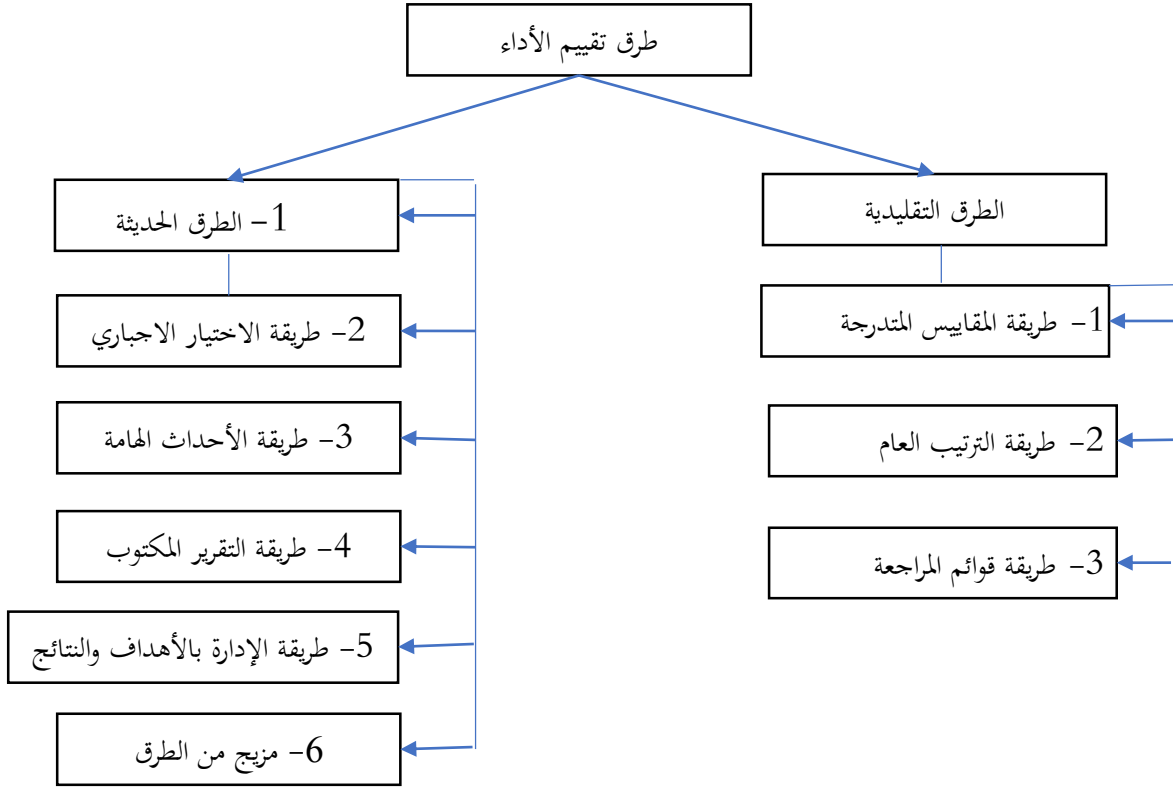 طرق تقييم الأداء
الطرق التقليدية
1- طريقة المقاييس المتدرجة
2- طريقة الترتيب العام
3- طريقة قوائم المراجعة
1- الطرق الحديثة
2- طريقة الاختيار الاجباري
3- طريقة الأحداث الهامة
4- طريقة التقرير المكتوب
5- طريقة الإدارة بالأهداف والنتائج
6- مزيج من الطرق